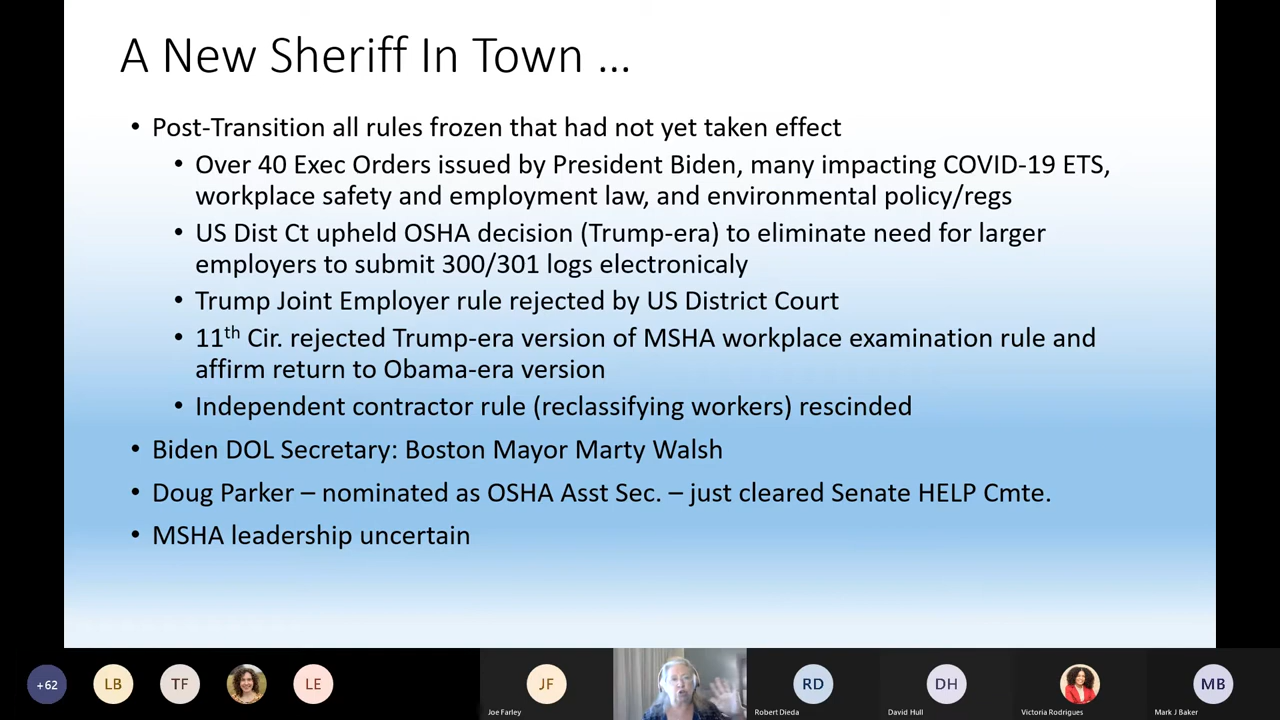 A New Sheriff In Town ...
• Post-Transition all rules frozen that had not yet taken effect
• Over 40 Exec Orders issued by President Biden, many impacting COVID-19 ETS,
workplace safety and employment law, and environmental policy/regs
• US Dist Ct upheld OSHA decision (Trump-era) to eliminate need for larger
employers to submit 300/301 logs electronicaly
• Trump Joint Employer rule rejected by US District Court
• 11th Cir. rejected Trump-era version of MSHA workplace examination rule and
affirm return to Obama-era version
• Independent contractor rule (reclassifying workers) rescinded
• Biden DOL Secretary: Boston Mayor Marty Walsh
• Doug Parker – nominated as OSHA Asst Sec. – just cleared Senate HELP Cmte.
• MSHA leadership uncertain
+62 LB TF LE JF RD DH MB
Joe Farley Robert Dieda David Hull Victoria Rodrigues Mark J Baker